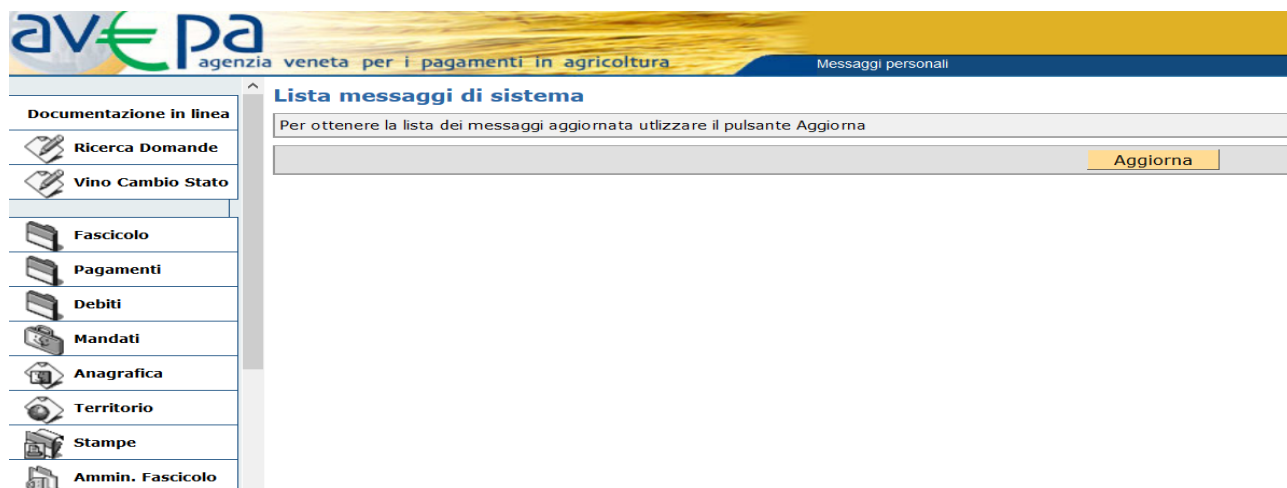 avepa
agenzia veneta per i pagamenti in agricoltura
Messaggi personali
Documentazione in linea
Ricerca Domande
Vino Cambio Stato
Fascicolo
Pagamenti
Debiti
Mandati
Anagrafica
Territorio
Stampe
Ammin. Fascicolo
Lista messaggi di sistema
Per ottenere la lista dei messaggi aggiornata utlizzare il pulsante Aggiorna
Aggiorna